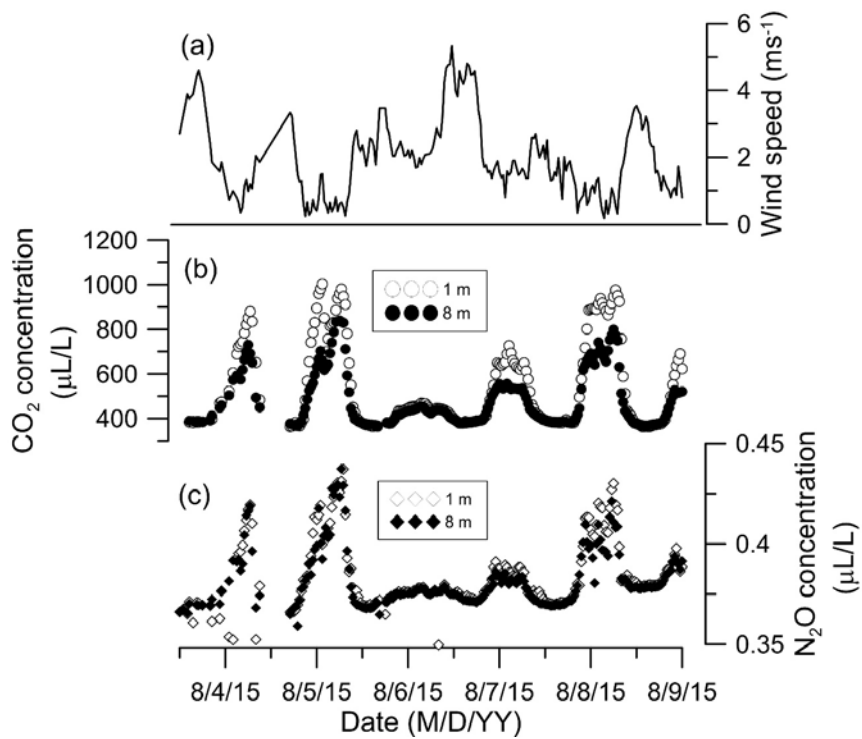 (a)
6
4
2
0
Wind speed (ms⁻¹)
(b)
1200
1000
800
600
400
CO₂ concentration
(μL/L)
1 m
8 m
(c)
0.45
0.4
0.35
N₂O concentration
(μL/L)
1 m
8 m
8/4/15 8/5/15 8/6/15 8/7/15 8/8/15 8/9/15
Date (M/D/YY)